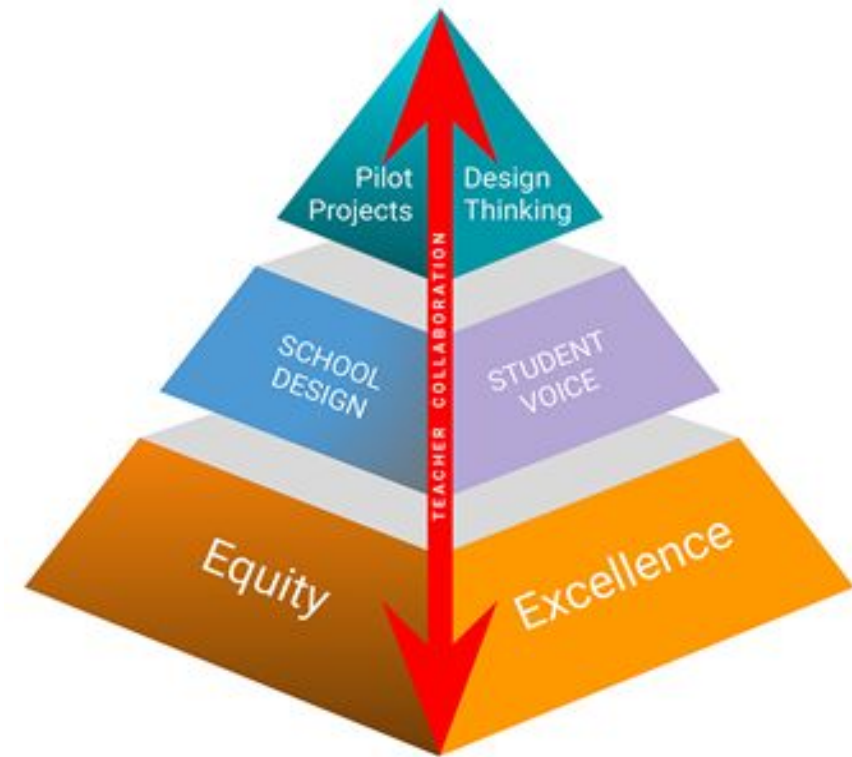 Pilot
Projects
Design
Thinking
TEACHER COLLABORATION
SCHOOL
DESIGN
STUDENT
VOICE
Equity
Excellence